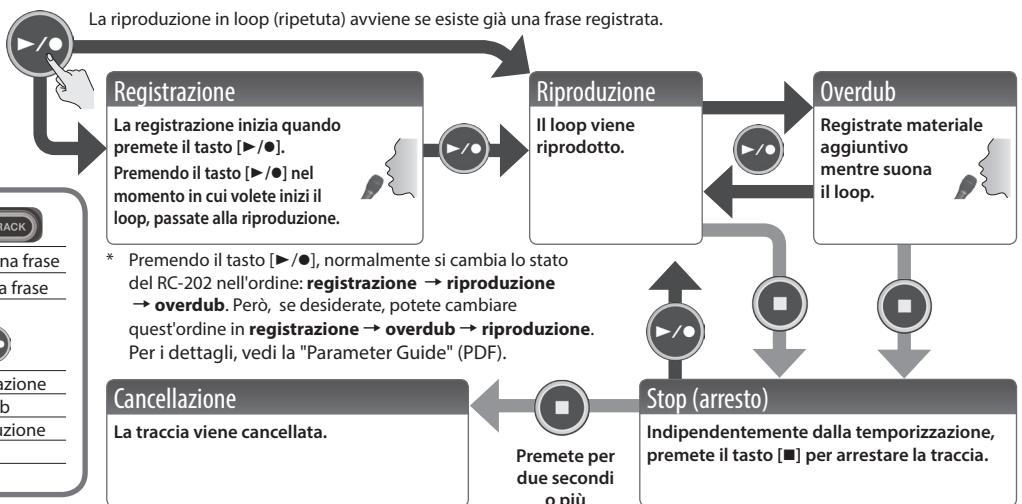 La riproduzione in loop (ripetuta) avviene se esiste già una frase registrata.
►/●
Registrazione
La registrazione inizia quando
premete il tasto [►/●].
Premendo il tasto [►/●] nel
momento in cui volete inizi il
loop, passate alla riproduzione.
►/●
Riproduzione
Il loop viene
riprodotto.
►/●
Overdub
Registrate materiale
aggiuntivo
mentre suona
il loop.
* Premendo il tasto [►/●], normalmente si cambia lo stato
del RC-202 nell'ordine: registrazione → riproduzione
→ overdub. Però, se desiderate, potete cambiare
quest'ordine in registrazione → overdub → riproduzione.
Per i dettagli, vedi la "Parameter Guide" (PDF).
►/●
■
■
RACK
na frase
a frase
azione
b
uzione
Cancellazione
La traccia viene cancellata.
■
Premete per
due secondi
o più
Stop (arresto)
Indipendentemente dalla temporizzazione,
premete il tasto [■] per arrestare la traccia.